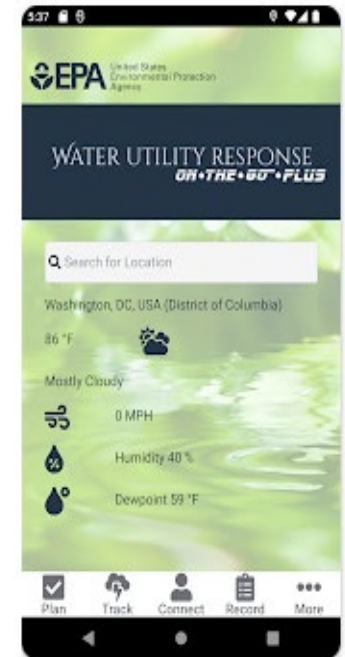 5:37
EPA
United States
Environmental Protection
Agency
WATER UTILITY RESPONSE
ON•THE•GO•PLUS
Search for Location
Washington, DC, USA (District of Columbia)
86 °F
Mostly Cloudy
0 MPH
%
Humidity 40 %
Dewpoint 59 °F
Plan Track Connect Record More